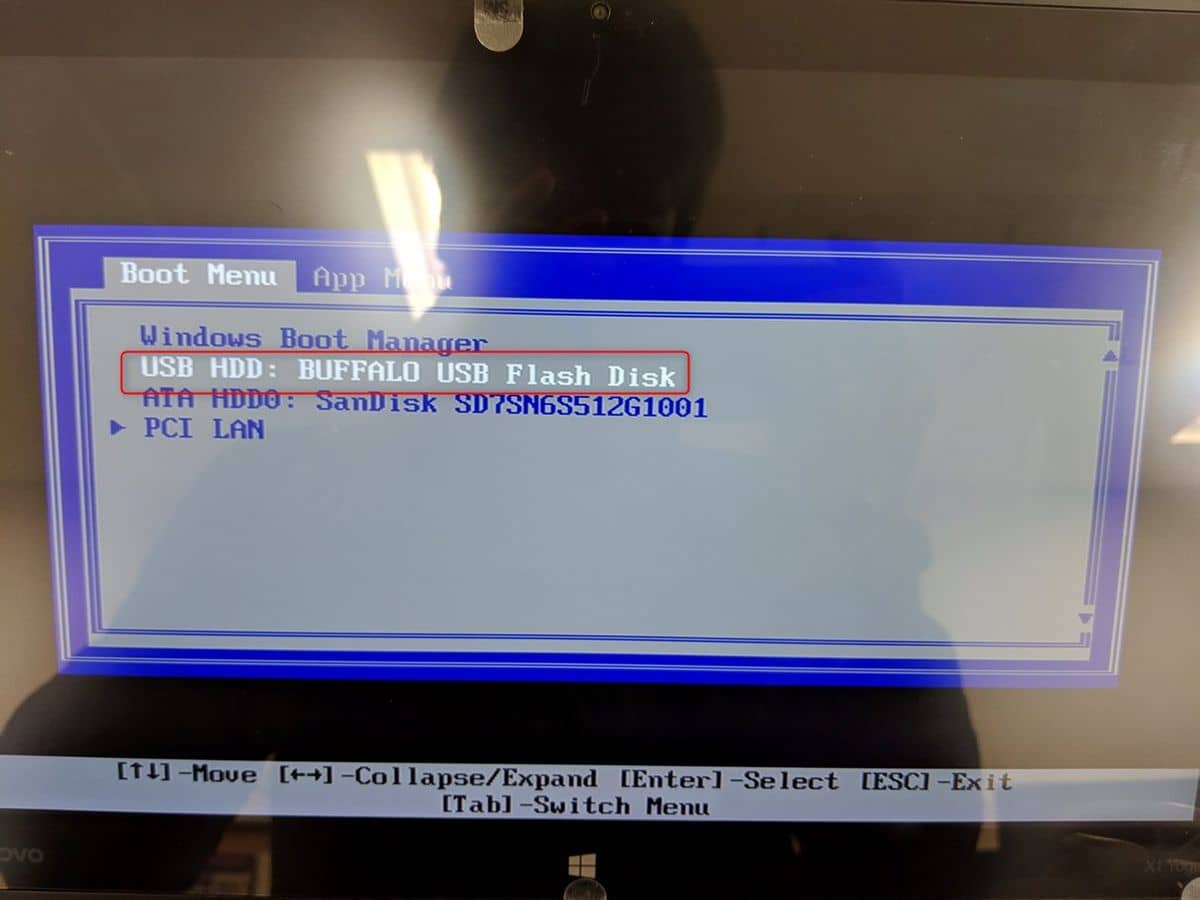 Boot Menu App Menu
Windows Boot Manager
USB HDD: BUFFALO USB Flash Disk
ATA HDD0: SanDisk SD7SN6S512G1001
PCI LAN
[↑↓]-Move [←→]-Collapse/Expand [Enter]-Select [ESC]-Exit
[Tab]-Switch Menu
ovo
X1